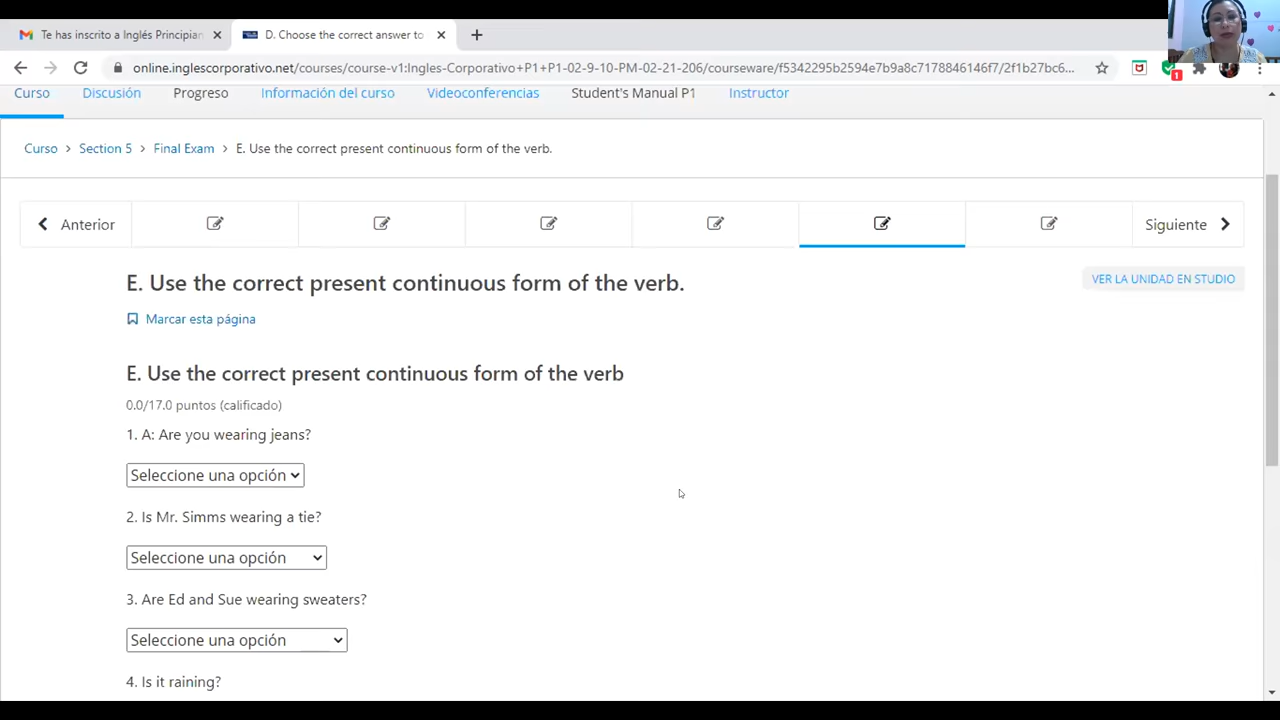 Te has inscrito a Inglés Principian
D. Choose the correct answer to
online.inglescorporativo.net/courses/course-v1:Ingles-Corporativo+P1+P1-02-9-10-PM-02-21-206/courseware/f5342295b2594e7b9a8c7178846146f7/2f1b27bc6...
1
Curso Discusión Progreso Información del curso Videoconferencias Student's Manual P1 Instructor
Curso > Section 5 > Final Exam > E. Use the correct present continuous form of the verb.
Anterior Siguiente
E. Use the correct present continuous form of the verb.
VER LA UNIDAD EN STUDIO
Marcar esta página
E. Use the correct present continuous form of the verb
0.0/17.0 puntos (calificado)
1. A: Are you wearing jeans?
Seleccione una opción
2. Is Mr. Simms wearing a tie?
Seleccione una opción
3. Are Ed and Sue wearing sweaters?
Seleccione una opción
4. Is it raining?